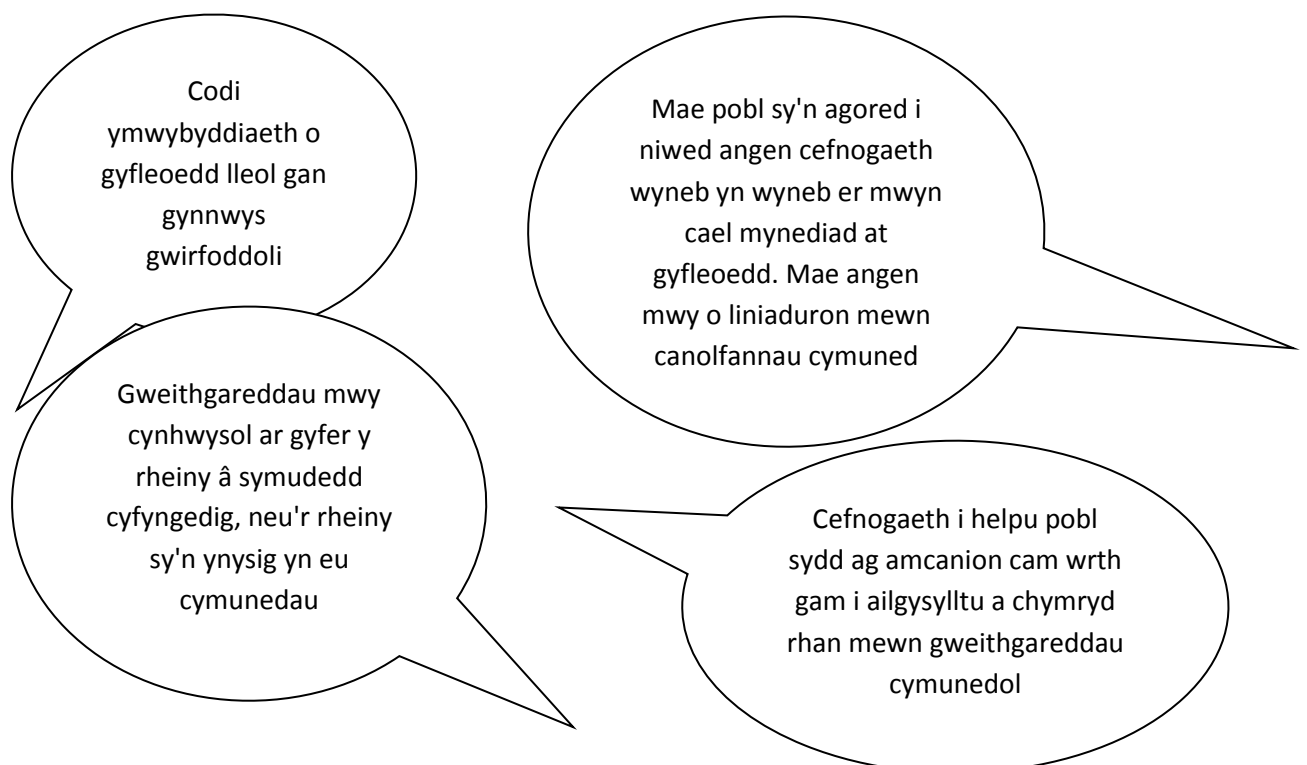 Codi
ymwybyddiaeth o
gyfleoedd lleol gan
gynnwys
gwirfoddoli
Mae pobl sy'n agored i
niwed angen cefnogaeth
wyneb yn wyneb er mwyn
cael mynediad at
gyfleoedd. Mae angen
mwy o liniaduron mewn
canolfannau cymuned
Gweithgareddau mwy
cynhwysol ar gyfer y
rheiny â symudedd
cyfyngedig, neu'r rheiny
sy'n ynysig yn eu
cymunedau
Cefnogaeth i helpu pobl
sydd ag amcanion cam wrth
gam i ailgysylltu a chymryd
rhan mewn gweithgareddau
cymunedol